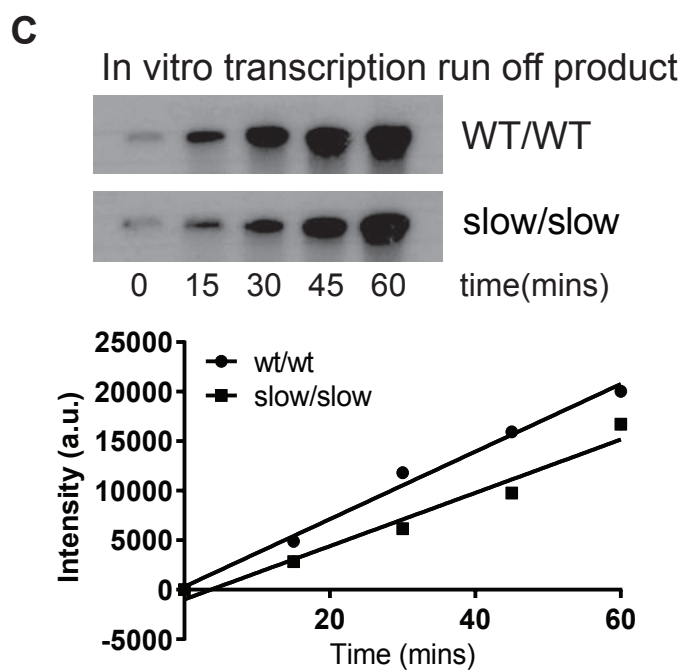 C
In vitro transcription run off product
WT/WT
slow/slow
0 15 30 45 60 time(mins)
25000
20000
15000
10000
5000
0
-5000
Intensity (a.u.)
wt/wt
slow/slow
20 40 60
Time (mins)